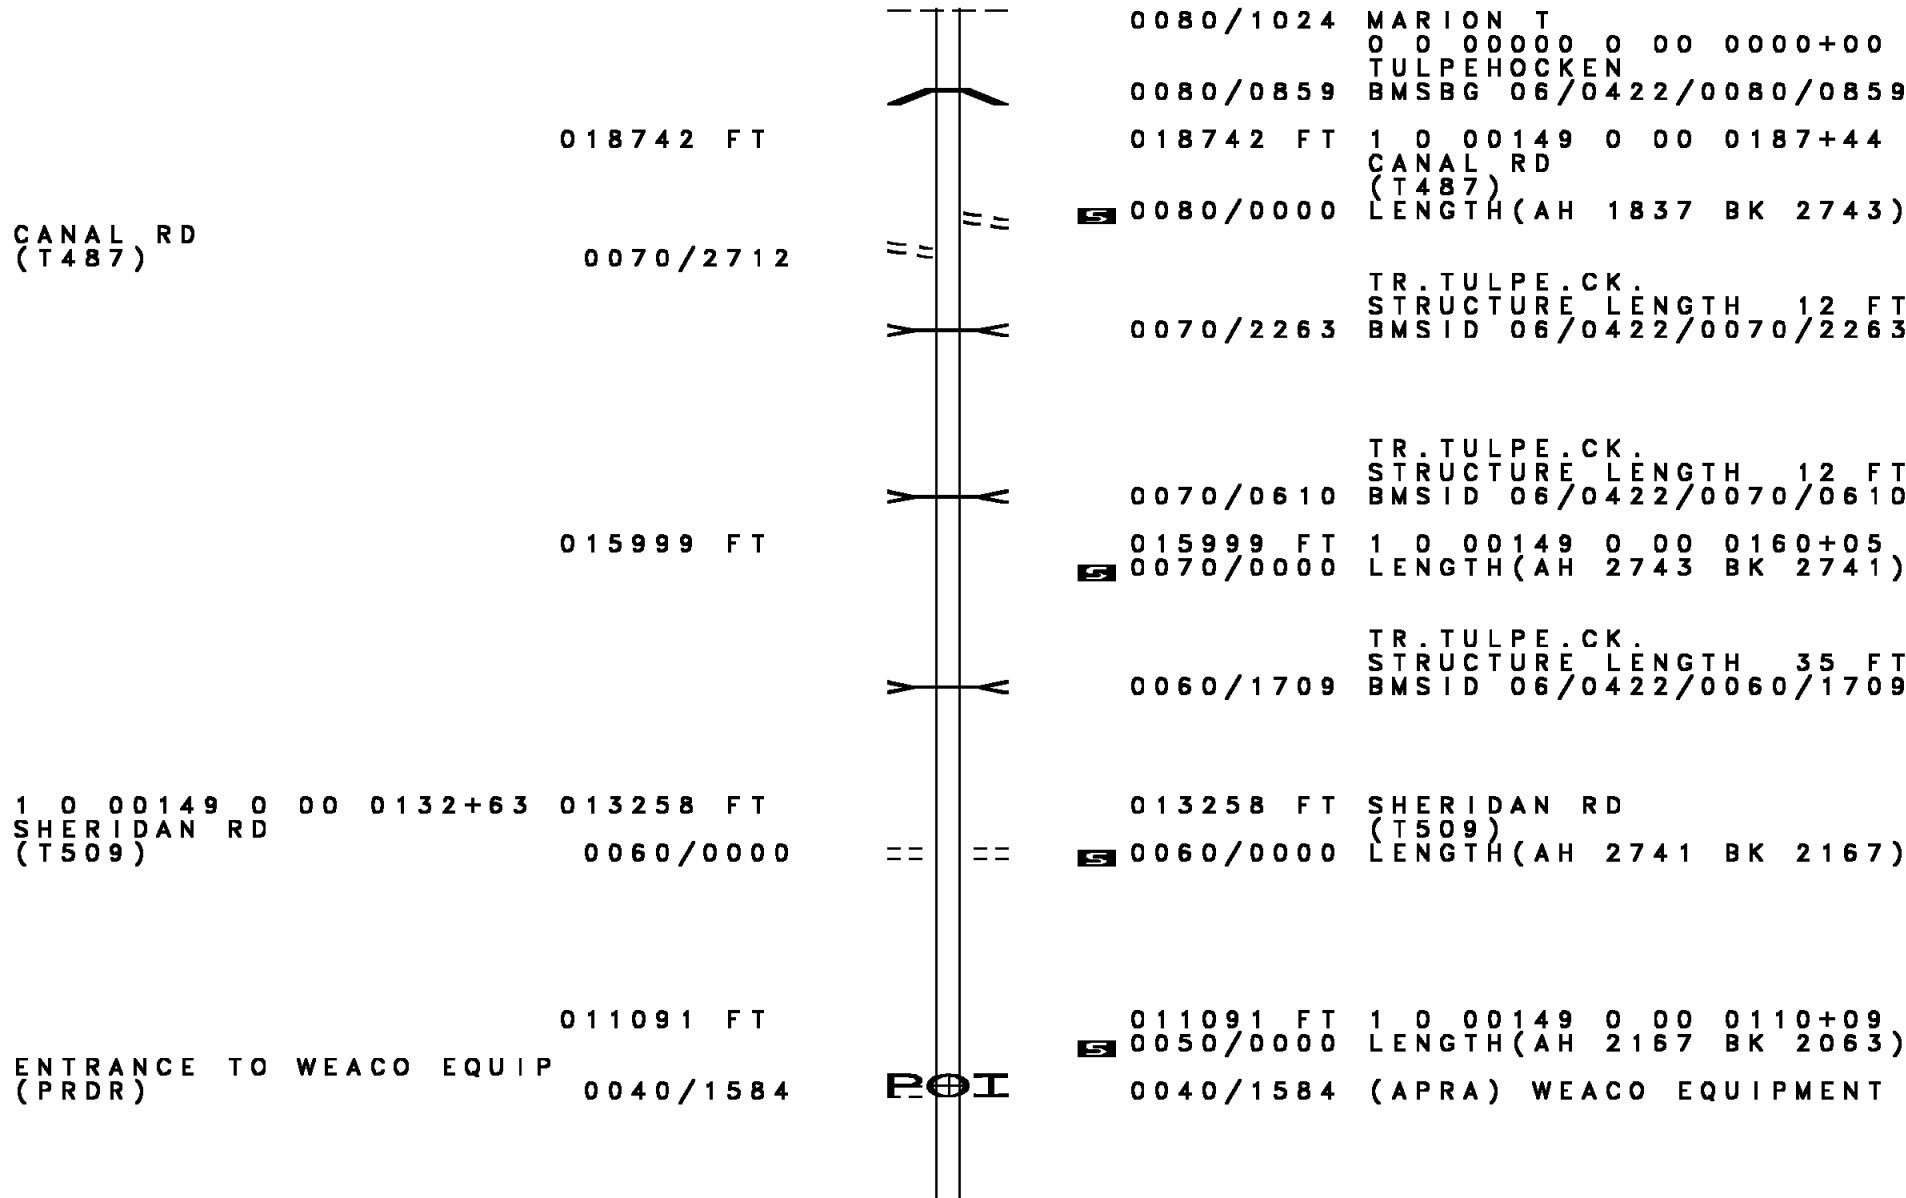 0080/1024 MARION T
0 0 00000 0 00 0000+00
TULPEHOCKEN
0080/0859 BMSBG 06/0422/0080/0859
018742 FT 018742 FT 1 0 00149 0 00 0187+44
CANAL RD
(T487)
S 0080/0000 LENGTH(AH 1837 BK 2743)
CANAL RD
(T487) 0070/2712
TR.TULPE.CK.
STRUCTURE LENGTH 12 FT
0070/2263 BMSID 06/0422/0070/2263
TR.TULPE.CK.
STRUCTURE LENGTH 12 FT
0070/0610 BMSID 06/0422/0070/0610
015999 FT 015999 FT 1 0 00149 0 00 0160+05
S 0070/0000 LENGTH(AH 2743 BK 2741)
TR.TULPE.CK.
STRUCTURE LENGTH 35 FT
0060/1709 BMSID 06/0422/0060/1709
1 0 00149 0 00 0132+63 013258 FT 013258 FT SHERIDAN RD
SHERIDAN RD (T509)
(T509) 0060/0000 S 0060/0000 LENGTH(AH 2741 BK 2167)
011091 FT 011091 FT 1 0 00149 0 00 0110+09
S 0050/0000 LENGTH(AH 2167 BK 2063)
ENTRANCE TO WEACO EQUIP
(PRDR) 0040/1584 POI 0040/1584 (APRA) WEACO EQUIPMENT